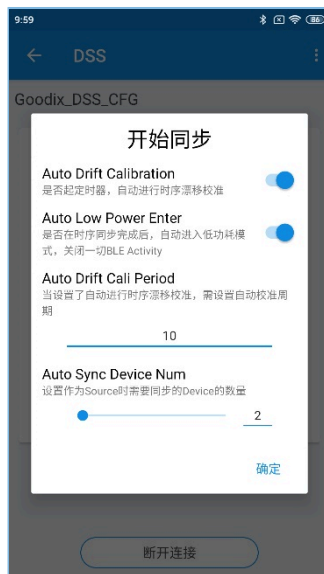 9:59
86
DSS
Goodix_DSS_CFG
开始同步
Auto Drift Calibration
是否起定时器，自动进行时序漂移校准
Auto Low Power Enter
是否在时序同步完成后，自动进入低功耗模
式，关闭一切BLE Activity
Auto Drift Cali Period
当设置了自动进行时序漂移校准，需设置自动校准周
期
10
Auto Sync Device Num
设置作为Source时需要同步的Device的数量
2
确定
断开连接